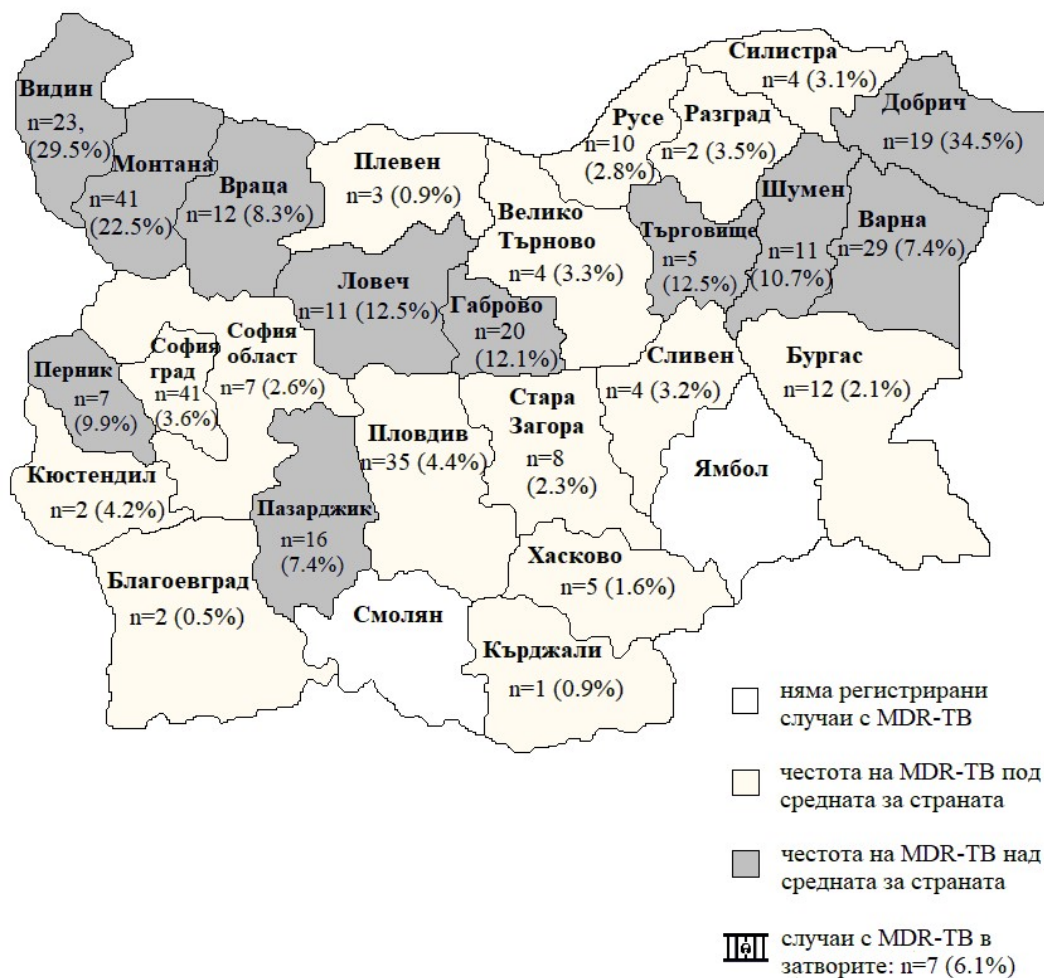 Видин
n=23,
(29.5%)
Монтана
n=41
(22.5%)
Враца
n=12 (8.3%)
Плевен
n=3 (0.9%)
Велико
Търново
n=4 (3.3%)
Русе
n=10
(2.8%)
Силистра
n=4 (3.1%)
Разград
n=2 (3.5%)
Добрич
n=19 (34.5%)
Шумен
n=11
(10.7%)
Варна
n=29 (7.4%)
Търговище
n=5
(12.5%)
Ловеч
n=11 (12.5%)
Габрово
n=20
(12.1%)
София
област
n=7 (2.6%)
София
град
n=41
(3.6%)
Перник
n=7
(9.9%)
Кюстендил
n=2 (4.2%)
Благоевград
n=2 (0.5%)
Пазарджик
n=16
(7.4%)
Пловдив
n=35 (4.4%)
Стара
Загора
n=8
(2.3%)
Сливен
n=4 (3.2%)
Бургас
n=12 (2.1%)
Ямбол
Хасково
n=5 (1.6%)
Смолян
Кърджали
n=1 (0.9%)
няма регистрирани
случаи с MDR-ТВ
честота на MDR-ТВ под
средната за страната
честота на MDR-ТВ над
средната за страната
случаи с MDR-ТВ в
затворите: n=7 (6.1%)